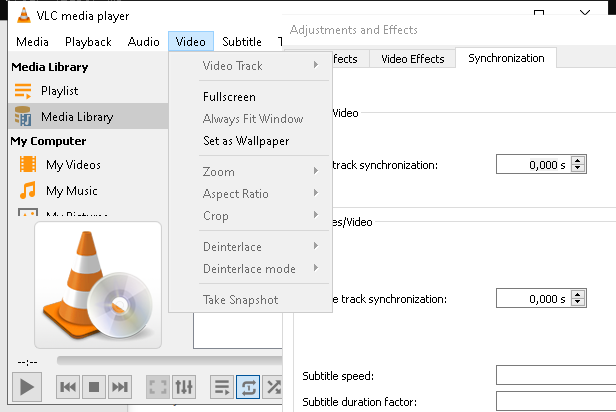 VLC media player
Media Playback Audio Video Subtitle
Adjustments and Effects
Video Effects Synchronization
Media Library
Playlist
Media Library
My Computer
My Videos
My Music
My Pictures
Video Track
Fullscreen
Always Fit Window
Set as Wallpaper
Zoom
Aspect Ratio
Crop
Deinterlace
Deinterlace mode
Take Snapshot
/Video
track synchronization:
0,000 s
es/Video
track synchronization:
0,000 s
Subtitle speed:
Subtitle duration factor:
--:--